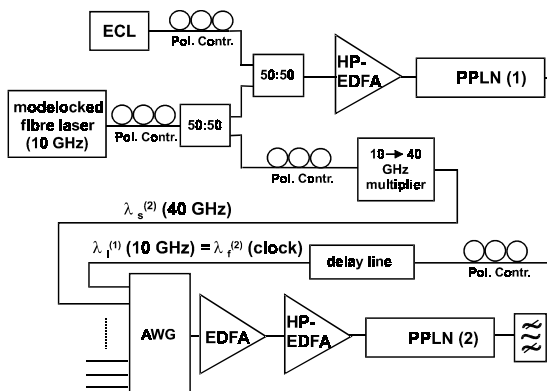 ECL
Pol. Contr.
50:50
HP-
EDFA
PPLN (1)
modelocked
fibre laser
(10 GHz)
Pol. Contr.
50:50
Pol. Contr.
10→ 40
GHz
multiplier
λs(2) (40 GHz)
λI(1) (10 GHz) = λf(2) (clock)
delay line
Pol. Contr.
AWG
EDFA
HP-
EDFA
PPLN (2)